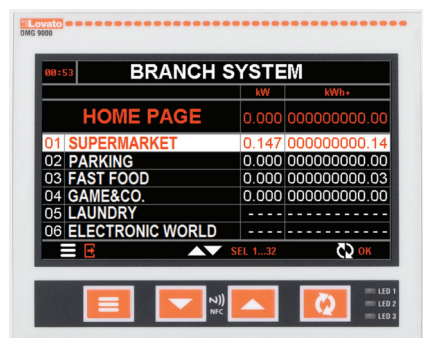 Lovato
DMG 9000
00:53 BRANCH SYSTEM
kW kWh+
HOME PAGE 0.000 000000000.00
01 SUPERMARKET 0.147 000000000.14
02 PARKING 0.000 000000000.00
03 FAST FOOD 0.000 000000000.03
04 GAME&CO. 0.000 000000000.00
05 LAUNDRY ---- ------------
06 ELECTRONIC WORLD ---- ------------
SEL 1...32 OK
NFC
LED 1
LED 2
LED 3